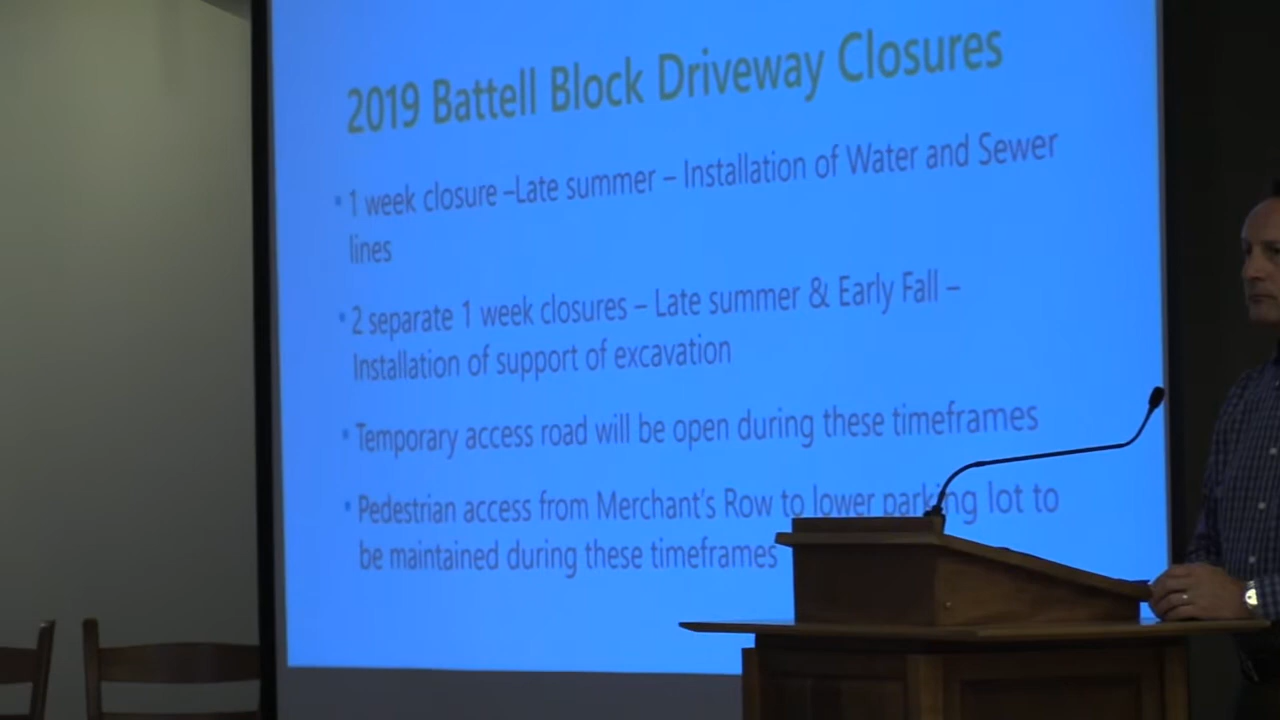 2019 Battell Block Driveway Closures
• 1 week closure –Late summer – Installation of Water and Sewer
lines
• 2 separate 1 week closures – Late summer & Early Fall –
Installation of support of excavation
• Temporary access road will be open during these timeframes
• Pedestrian access from Merchant's Row to lower parking lot to
be maintained during these timeframes